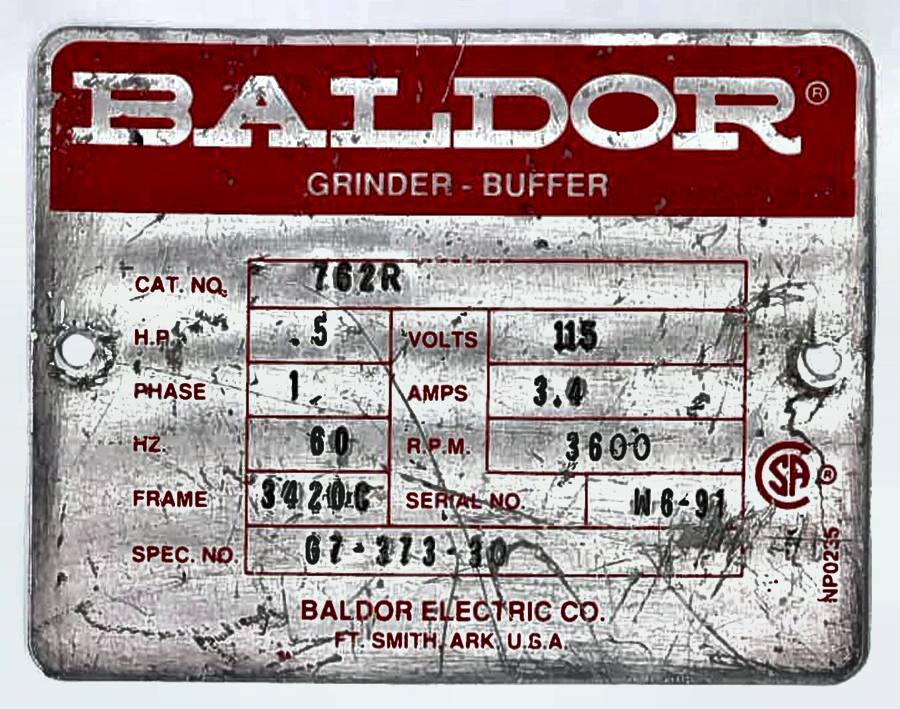 BALDOR®
GRINDER - BUFFER
CAT. NO. 762R
H.P. .5 VOLTS 115
PHASE 1 AMPS 3.4
HZ. 60 R.P.M. 3600
FRAME 3420C SERIAL NO. W6-91
SPEC. NO. 67-373-30
SA ®
NP0235
BALDOR ELECTRIC CO.
FT. SMITH, ARK. U.S.A.